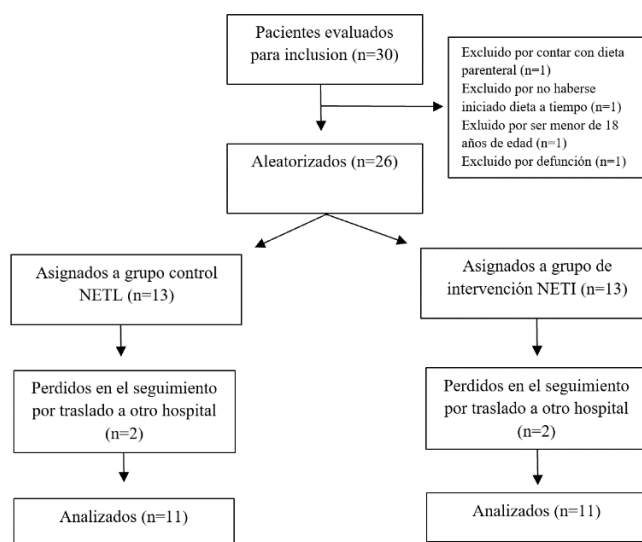 Pacientes evaluados
para inclusion (n=30)
Excluido por contar con dieta
parenteral (n=1)
Excluido por no haberse
iniciado dieta a tiempo (n=1)
Exluido por ser menor de 18
años de edad (n=1)
Excluido por defunción (n=1)
Aleatorizados (n=26)
Asignados a grupo control
NETL (n=13)
Asignados a grupo de
intervención NETI (n=13)
Perdidos en el seguimiento
por traslado a otro hospital
(n=2)
Perdidos en el seguimiento
por traslado a otro hospital
(n=2)
Analizados (n=11)
Analizados (n=11)